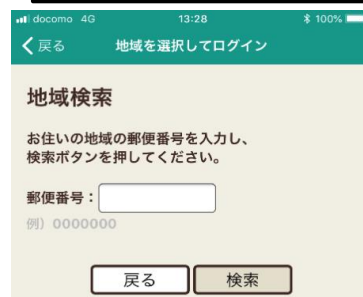 docomo 4G 13:28 100%
戻る 地域を選択してログイン
地域検索
お住いの地域の郵便番号を入力し、
検索ボタンを押してください。
郵便番号：
例）0000000
戻る 検索